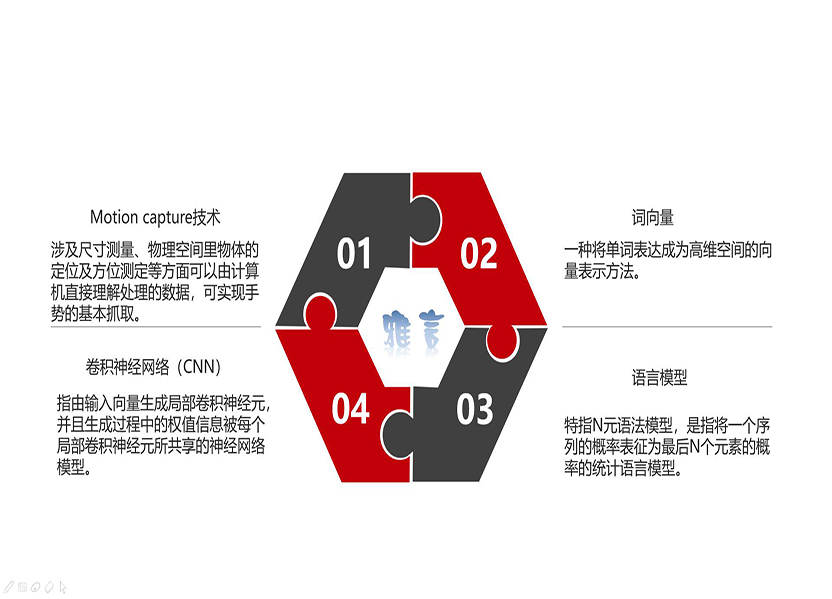 Motion capture技术
涉及尺寸测量、物理空间里物体的
定位及方位测定等方面可以由计算
机直接理解处理的数据，可实现手
势的基本抓取。
01
02
词向量
一种将单词表达成为高维空间的向
量表示方法。
雅言
卷积神经网络（CNN）
指由输入向量生成局部卷积神经元，
并且生成过程中的权值信息被每个
局部卷积神经元所共享的神经网络
模型。
04
03
语言模型
特指N元语法模型，是指将一个序
列的概率表征为最后N个元素的概
率的统计语言模型。